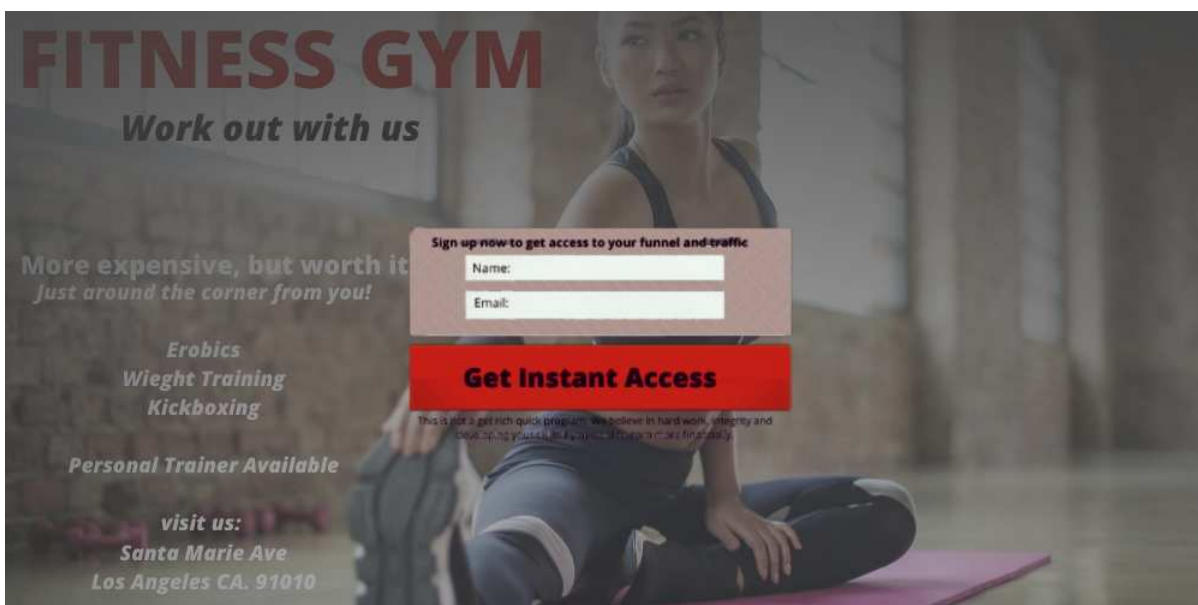 FITNESS GYM
Work out with us
More expensive, but worth it
Just around the corner from you!
Erobics
Wieght Training
Kickboxing
Personal Trainer Available
visit us:
Santa Marie Ave
Los Angeles CA. 91010
Sign up now to get access to your funnel and traffic
Name:
Email:
Get Instant Access
This is not a get rich quick program. We believe in hard work, integrity and
developing your